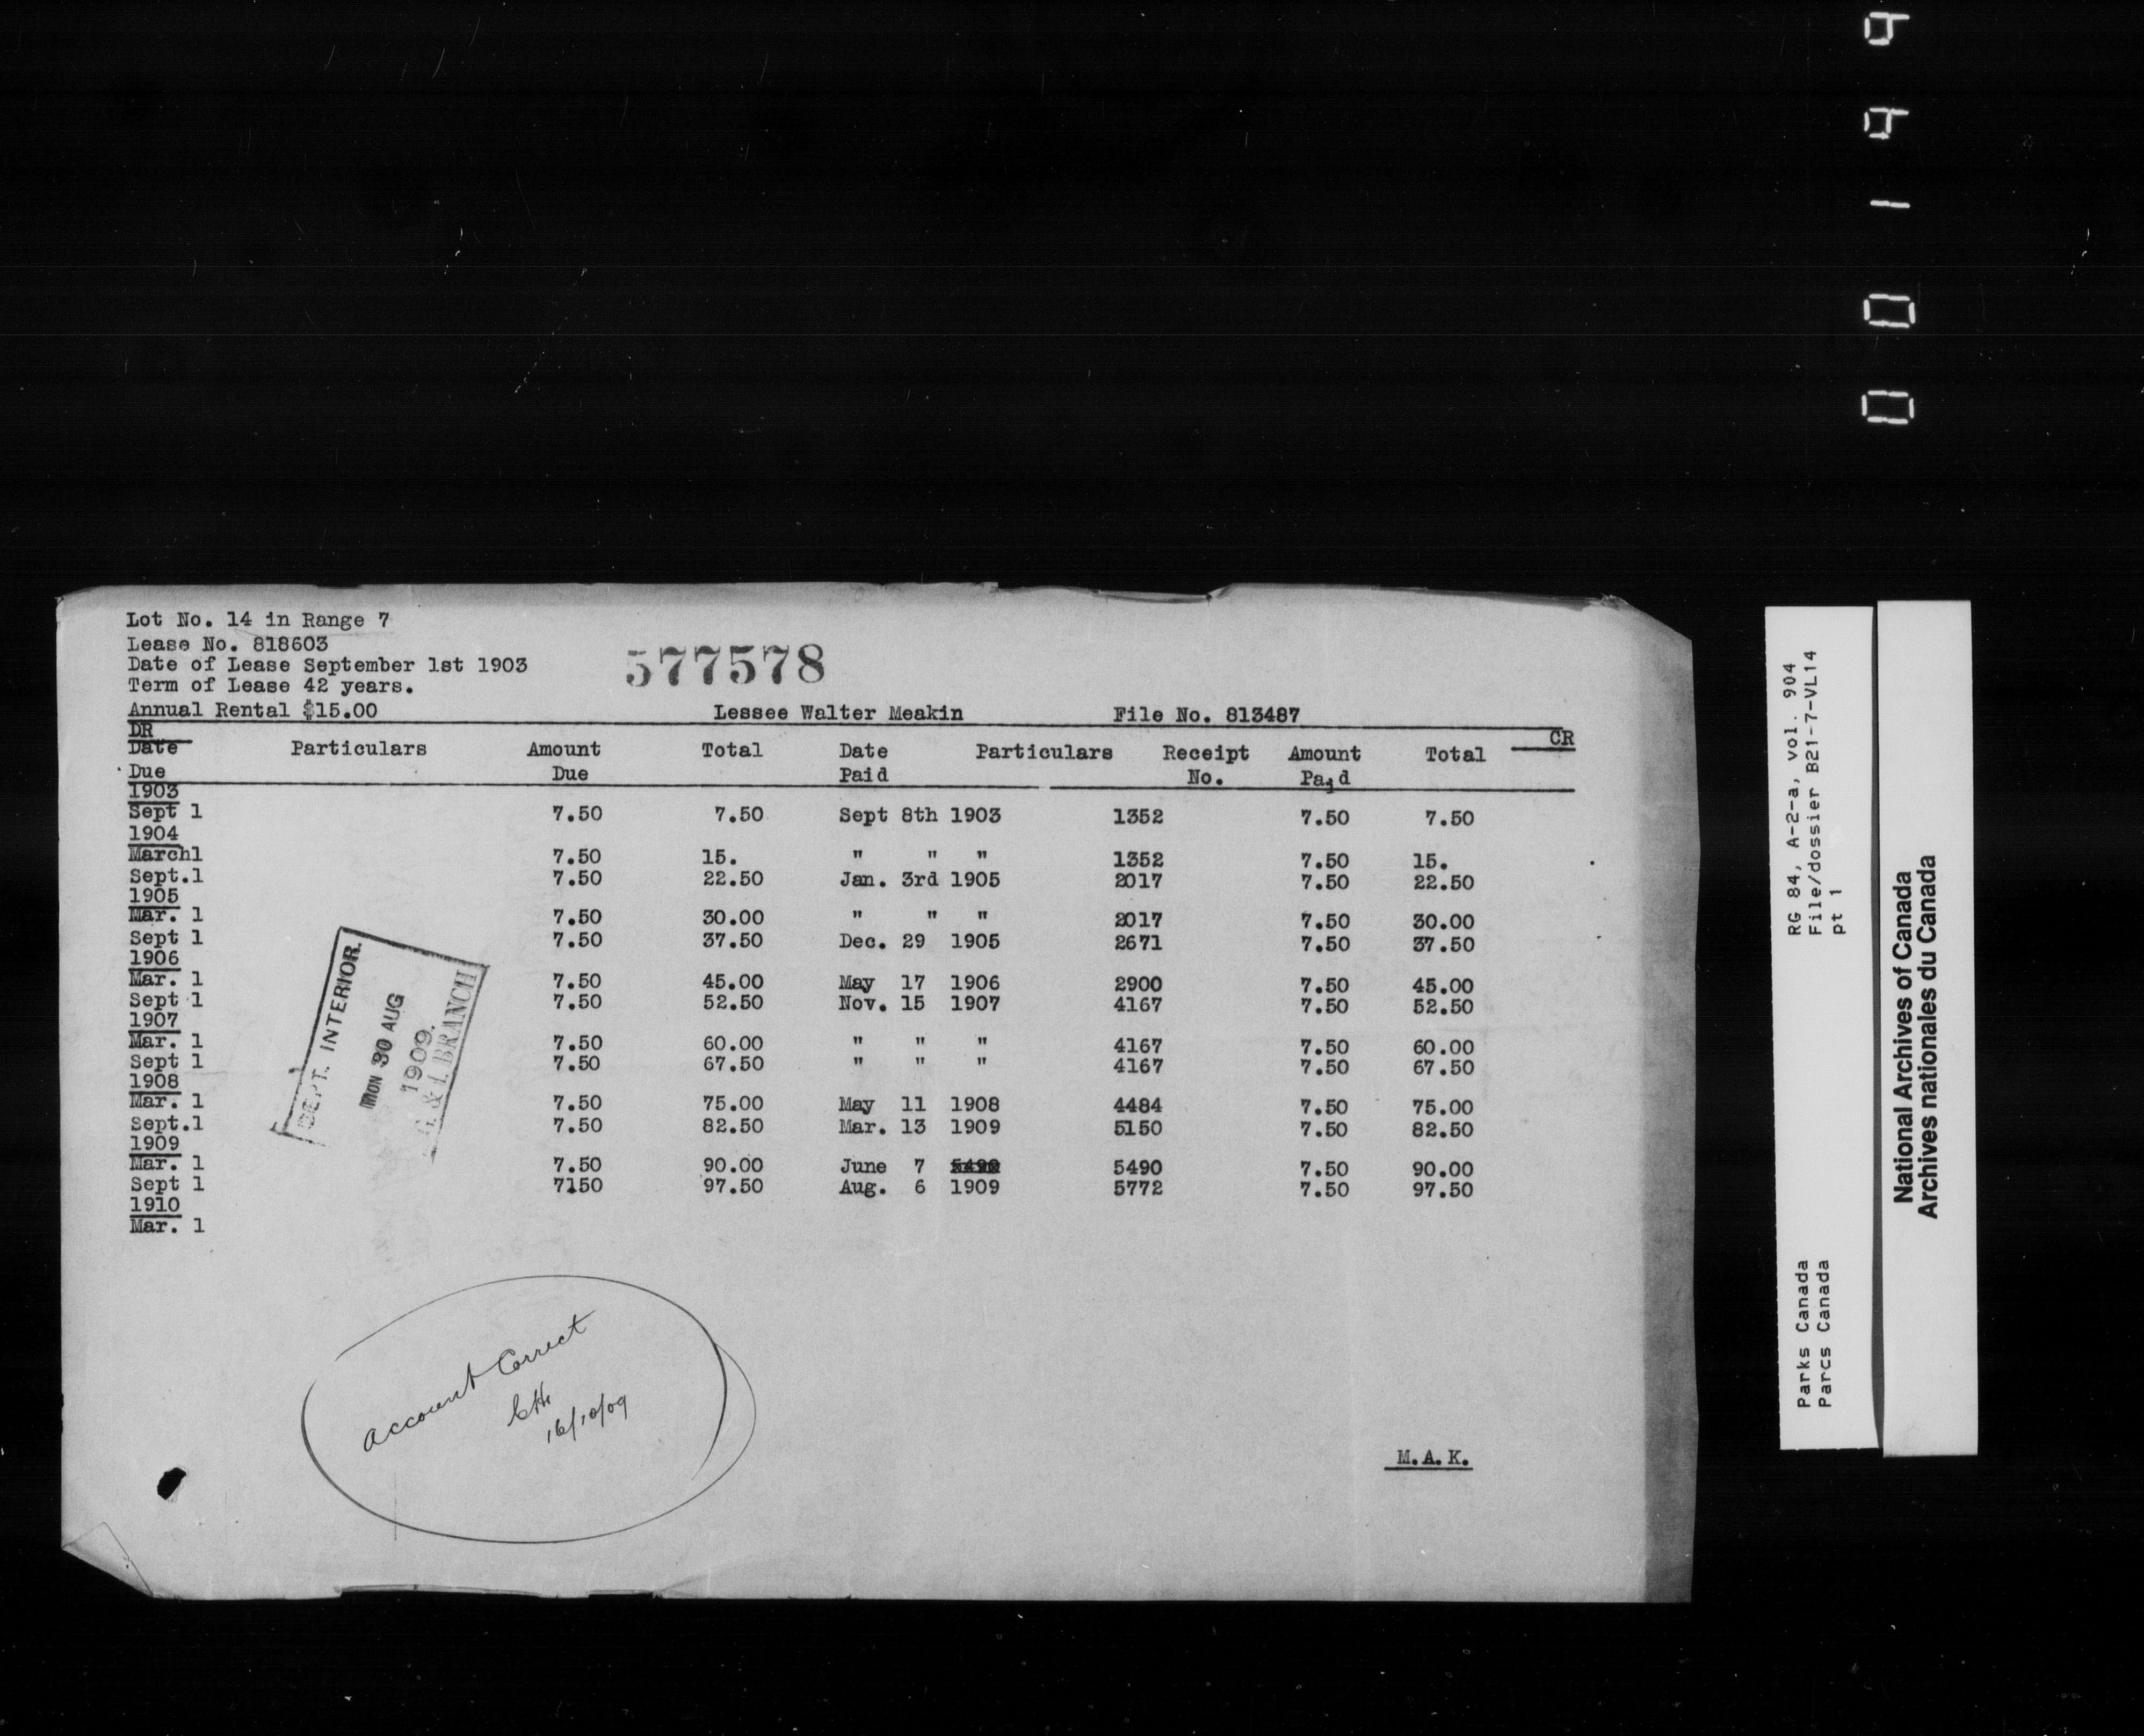 Lot No. 14 in Range 7
Lease No. 818603
Date of Lease September 1st 1903
577578
Term of Lease 42 years.
Annual Rental $15.00 Lessee Walter Meakin File No. 813487
DR CR
Date Particulars Amount Total Date Particulars Receipt Amount Total
Due Due Paid No. Pa;d
1903
Sept 1 7.50 7.50 Sept 8th 1903 1352 7.50 7.50
1904
March1 7.50 15. " " " 1352 7.50 15.
Sept.1 7.50 22.50 Jan. 3rd 1905 2017 7.50 22.50
1905
Mar. 1 7.50 30.00 " " " 2017 7.50 30.00
Sept 1 7.50 37.50 Dec. 29 1905 2671 7.50 37.50
1906
Mar. 1 7.50 45.00 May 17 1906 2900 7.50 45.00
Sept 1 7.50 52.50 Nov. 15 1907 4167 7.50 52.50
1907
Mar. 1 7.50 60.00 " " " 4167 7.50 60.00
Sept 1 7.50 67.50 " " " 4167 7.50 67.50
1908
Mar. 1 7.50 75.00 May 11 1908 4484 7.50 75.00
Sept.1 7.50 82.50 Mar. 13 1909 5150 7.50 82.50
1909
Mar. 1 7.50 90.00 June 7 5490 7.50 90.00
Sept 1 7150 97.50 Aug. 6 1909 5772 7.50 97.50
1910
Mar. 1
DEPT. INTERIOR.
MON 30 AUG
1909.
BRANCH
Account Correct
16/10/09
M.A.K.
RG 84, A-2-a, vol. 904
File/dossier B21-7-VL14
pt 1
Parks Canada
Parcs Canada
National Archives of Canada
Archives nationales du Canada